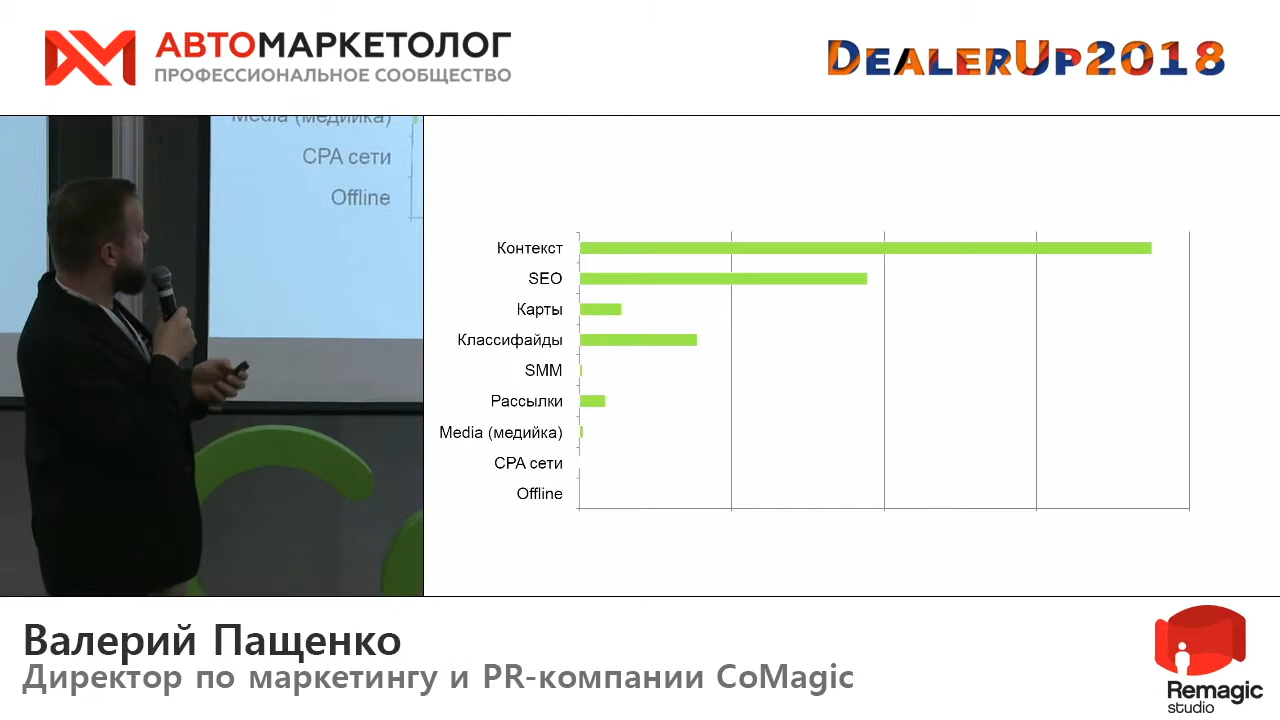 АВТОМАРКЕТОЛОГ
ПРОФЕССИОНАЛЬНОЕ СООБЩЕСТВО
DEALERUP2018
Media (медийка)
CPA сети
Offline
Контекст
SEO
Карты
Классифайды
SMM
Рассылки
Media (медийка)
CPA сети
Offline
Валерий Пащенко
Директор по маркетингу и PR-компании CoMagic
Remagic
studio